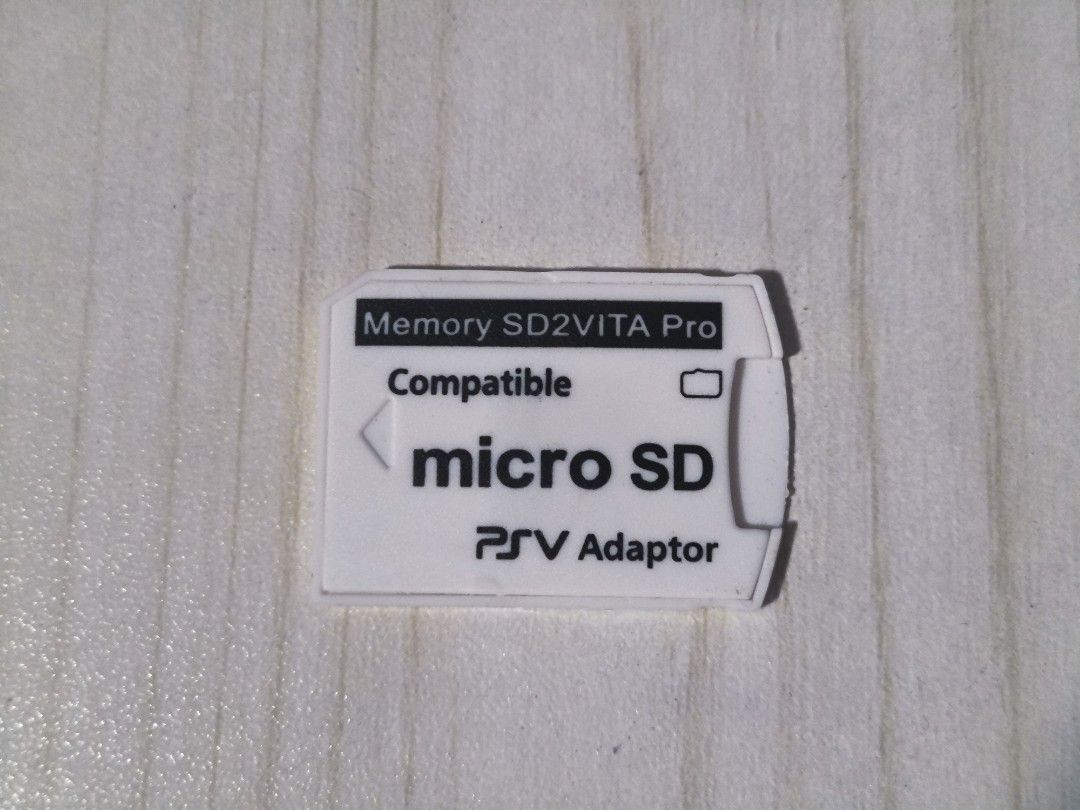 Memory SD2VITA Pro
Compatible
micro SD
PSV Adaptor